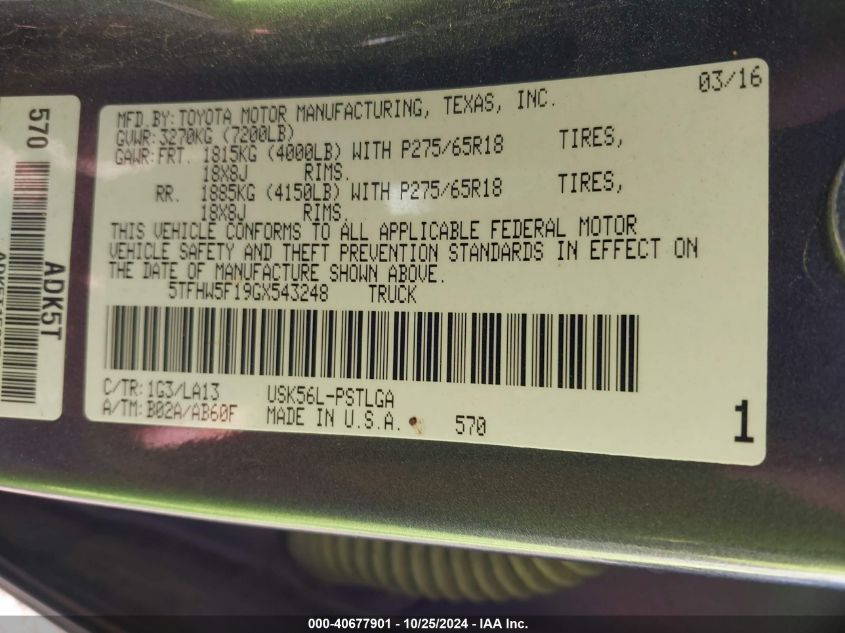 03/16
MFD.BY:TOYOTA MOTOR MANUFACTURING, TEXAS, INC.
GVWR:3270KG (7200LB)
GAWR:FRT. 1815KG (4000LB) WITH P275/65R18 TIRES,
18X8J RIMS.
RR. 1885KG (4150LB) WITH P275/65R18 TIRES,
18X8J RIMS.
THIS VEHICLE CONFORMS TO ALL APPLICABLE FEDERAL MOTOR
VEHICLE SAFETY AND THEFT PREVENTION STANDARDS IN EFFECT ON
THE DATE OF MANUFACTURE SHOWN ABOVE.
5TFHW5F19GX543248 TRUCK
C/TR:1G3/LA13 USK56L-PSTLGA
A/TM:B02A/AB60F MADE IN U.S.A. 570
1
570
ADK5T
000-40677901 / 10/25/2024 - IAA Inc.